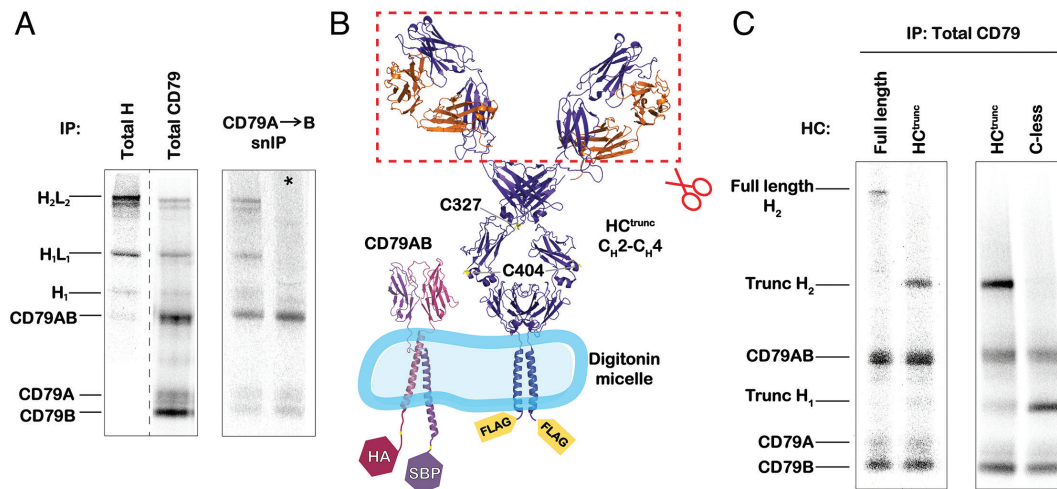 A
IP:
Total H
Total CD79
CD79A→B
snIP
*
H₂L₂
H₁L₁
H₁
CD79AB
CD79A
CD79B
B
C327
HCᵗʳᵘⁿᶜ
C_H2-C_H4
CD79AB
C404
Digitonin
micelle
FLAG
FLAG
HA
SBP
C
IP: Total CD79
HC:
Full length
HCᵗʳᵘⁿᶜ
HCᵗʳᵘⁿᶜ
C-less
Full length
H₂
Trunc H₂
CD79AB
Trunc H₁
CD79A
CD79B